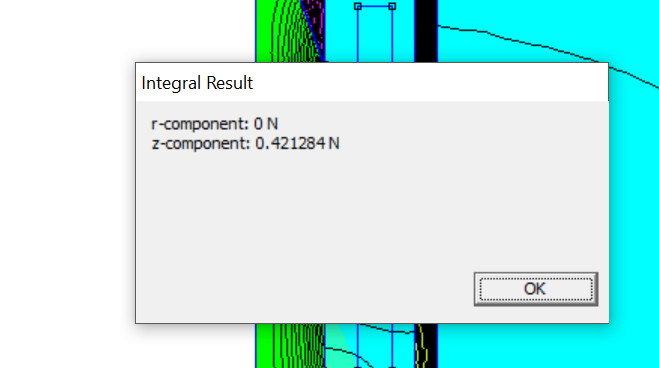 Integral Result
r-component: 0 N
z-component: 0.421284 N
OK